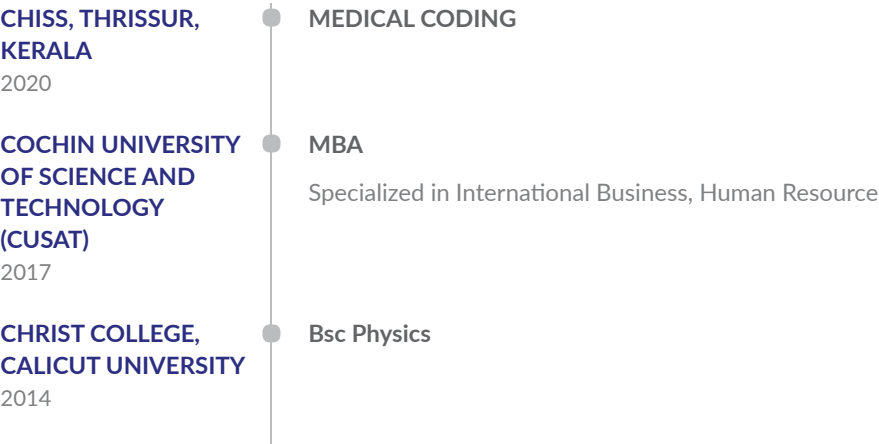 CHISS, THRISSUR,
KERALA
2020
MEDICAL CODING
COCHIN UNIVERSITY
OF SCIENCE AND
TECHNOLOGY
(CUSAT)
2017
MBA
Specialized in International Business, Human Resource
CHRIST COLLEGE,
CALICUT UNIVERSITY
2014
Bsc Physics